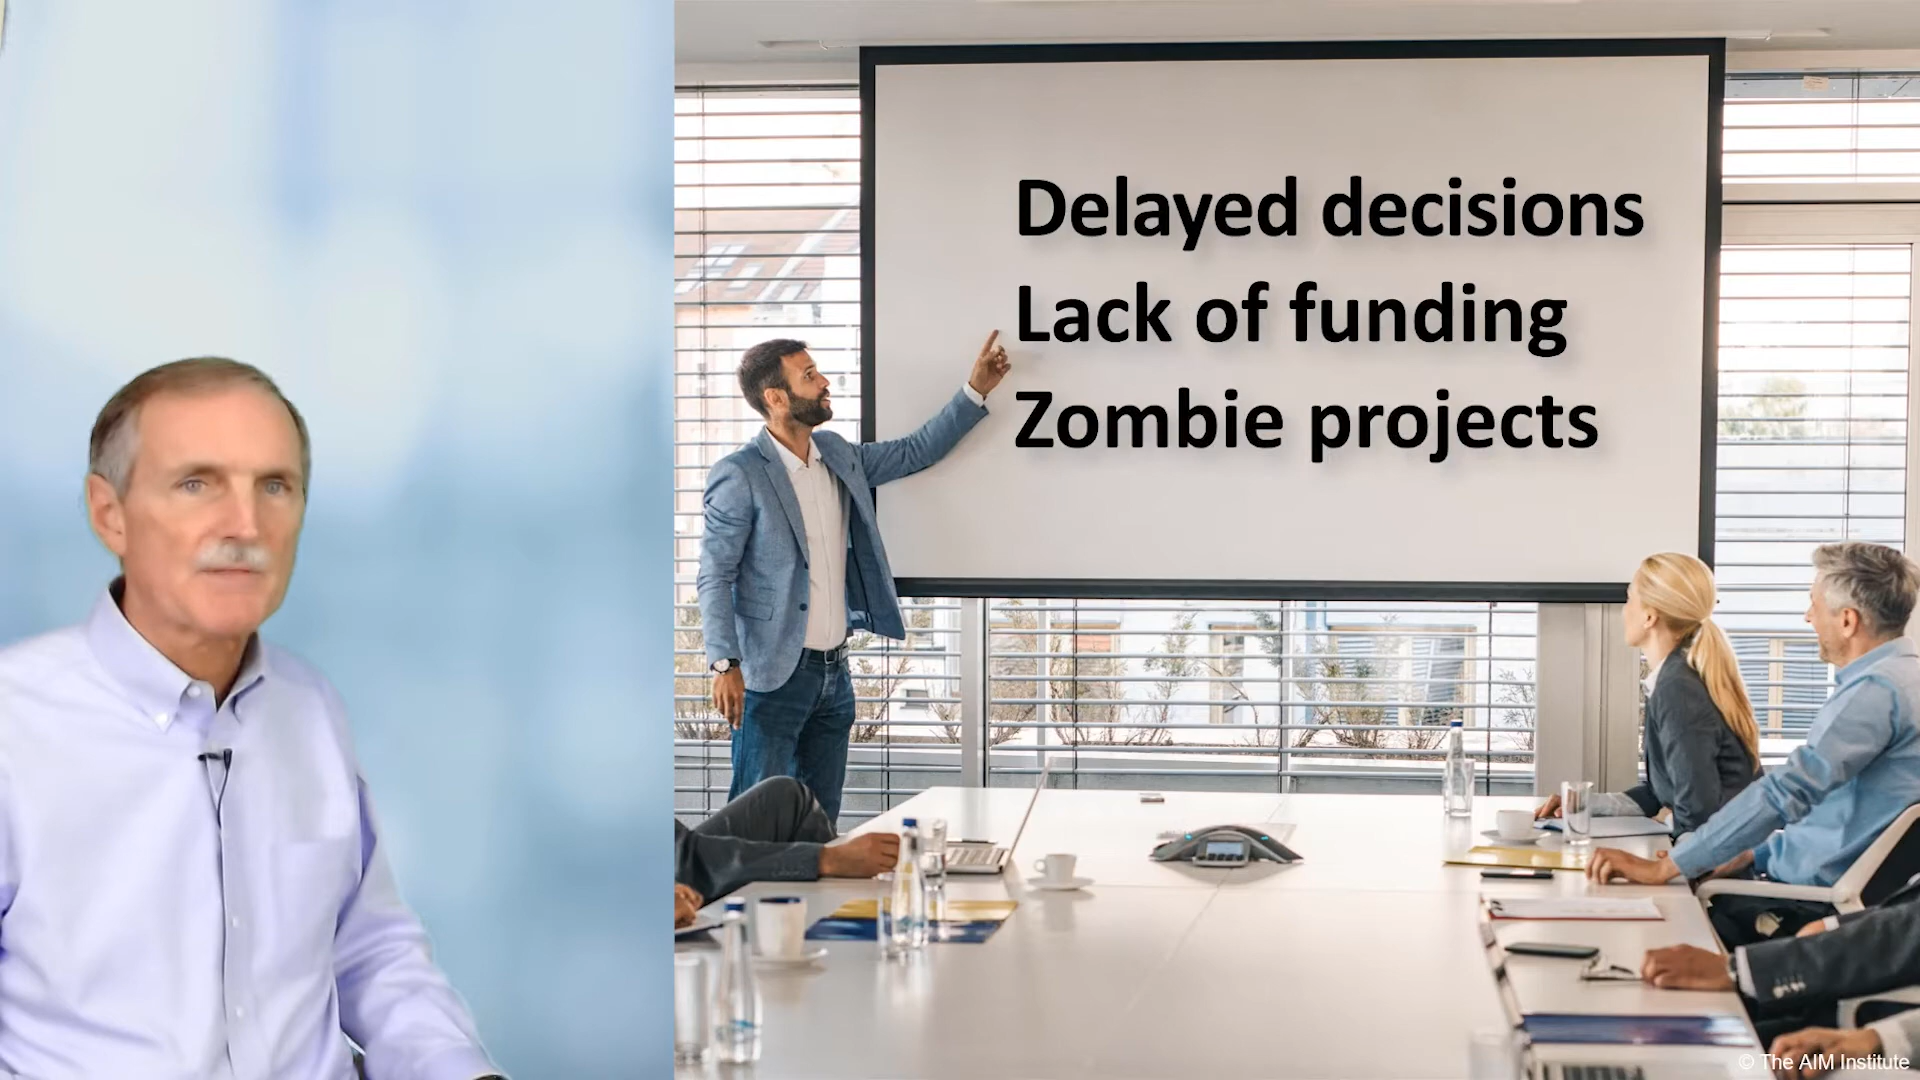 Delayed decisions
Lack of funding
Zombie projects
© The AIM Institute